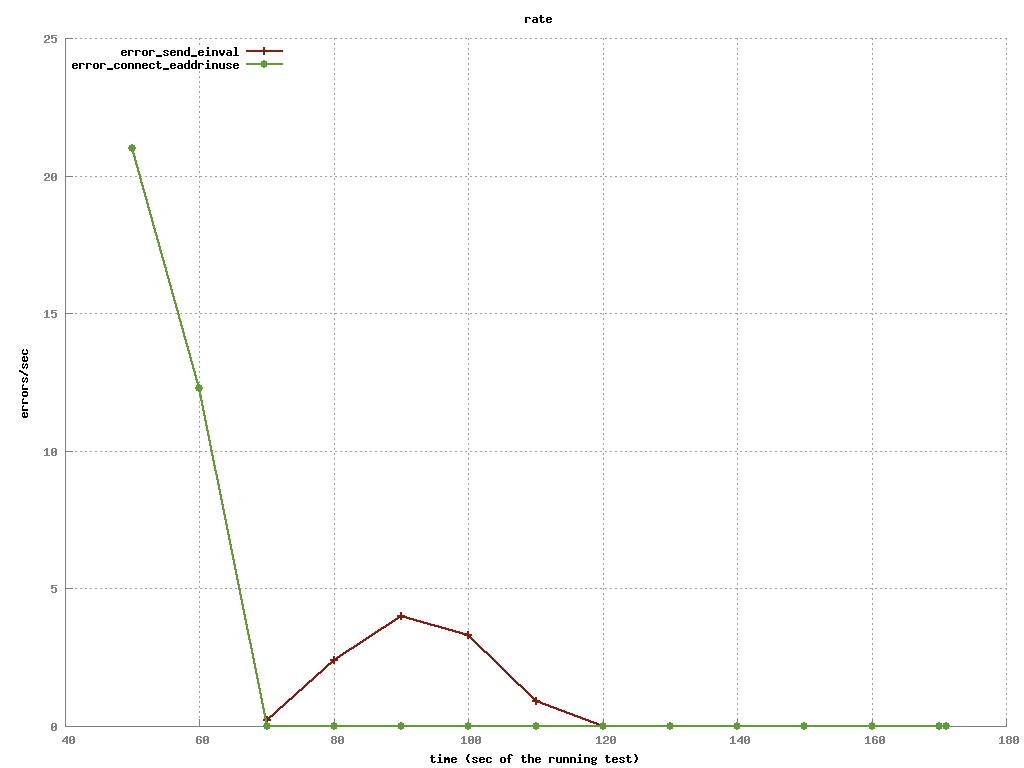 rate
error_send_einval
error_connect_eaddrinuse
25
20
15
10
5
0
errors/sec
40 60 80 100 120 140 160 180
time (sec of the running test)